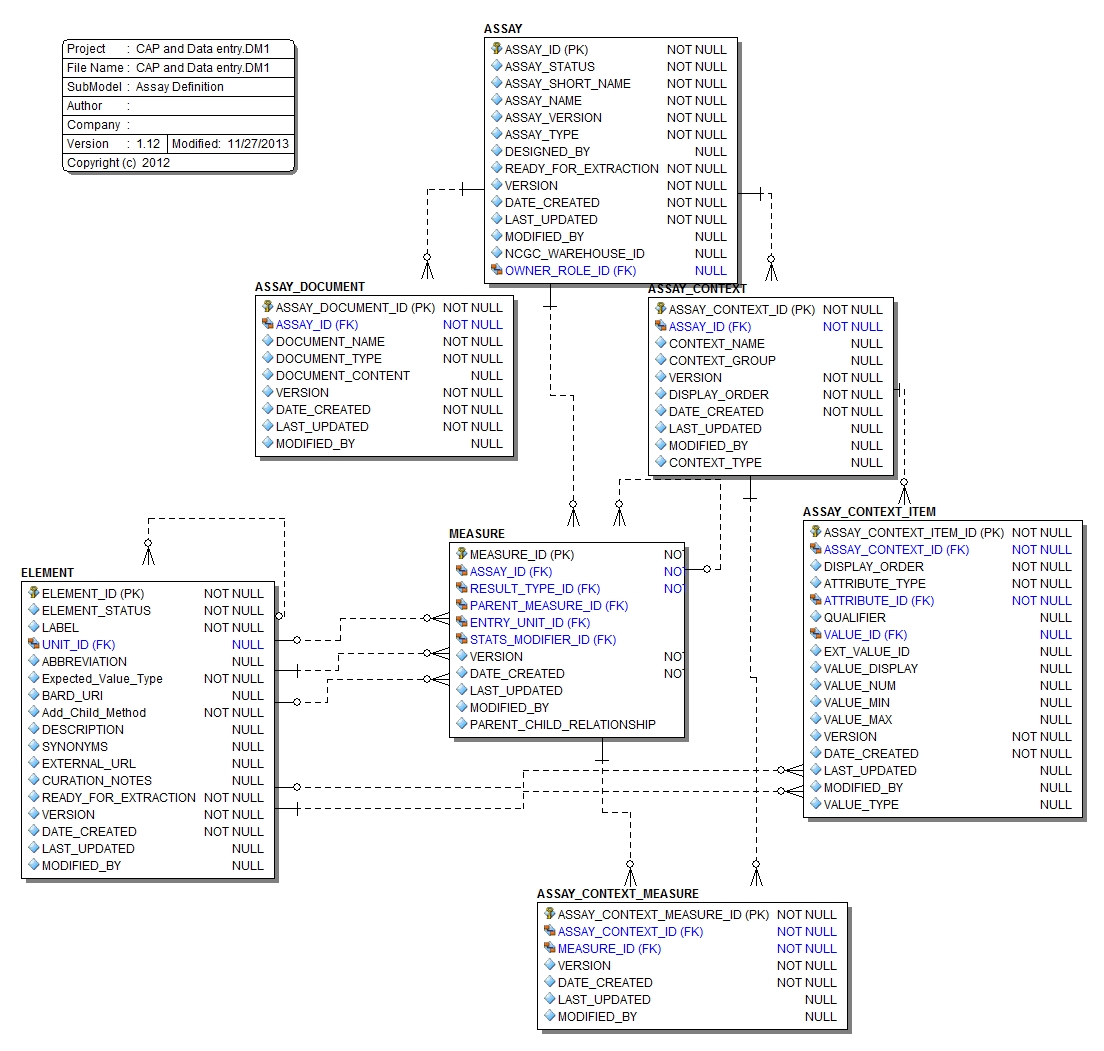 Project : CAP and Data entry.DM1
File Name : CAP and Data entry.DM1
SubModel : Assay Definition
Author :
Company :
Version : 1.12 Modified: 11/27/2013
Copyright (c) 2012
ASSAY
ASSAY_ID (PK) NOT NULL
ASSAY_STATUS NOT NULL
ASSAY_SHORT_NAME NOT NULL
ASSAY_NAME NOT NULL
ASSAY_VERSION NOT NULL
ASSAY_TYPE NOT NULL
DESIGNED_BY NULL
READY_FOR_EXTRACTION NOT NULL
VERSION NOT NULL
DATE_CREATED NOT NULL
LAST_UPDATED NOT NULL
MODIFIED_BY NULL
NCGC_WAREHOUSE_ID NULL
OWNER_ROLE_ID (FK) NULL
ASSAY_DOCUMENT
ASSAY_DOCUMENT_ID (PK) NOT NULL
ASSAY_ID (FK) NOT NULL
DOCUMENT_NAME NOT NULL
DOCUMENT_TYPE NOT NULL
DOCUMENT_CONTENT NULL
VERSION NOT NULL
DATE_CREATED NOT NULL
LAST_UPDATED NOT NULL
MODIFIED_BY NULL
ASSAY_CONTEXT
ASSAY_CONTEXT_ID (PK) NOT NULL
ASSAY_ID (FK) NOT NULL
CONTEXT_NAME NULL
CONTEXT_GROUP NULL
VERSION NOT NULL
DISPLAY_ORDER NOT NULL
DATE_CREATED NOT NULL
LAST_UPDATED NULL
MODIFIED_BY NULL
CONTEXT_TYPE NULL
ASSAY_CONTEXT_ITEM
ASSAY_CONTEXT_ITEM_ID (PK) NOT NULL
ASSAY_CONTEXT_ID (FK) NOT NULL
DISPLAY_ORDER NOT NULL
ATTRIBUTE_TYPE NOT NULL
ATTRIBUTE_ID (FK) NOT NULL
QUALIFIER NULL
VALUE_ID (FK) NULL
EXT_VALUE_ID NULL
VALUE_DISPLAY NULL
VALUE_NUM NULL
VALUE_MIN NULL
VALUE_MAX NULL
VERSION NOT NULL
DATE_CREATED NOT NULL
LAST_UPDATED NULL
MODIFIED_BY NULL
VALUE_TYPE NULL
MEASURE
MEASURE_ID (PK) NOT
ASSAY_ID (FK) NOT
RESULT_TYPE_ID (FK) NOT
PARENT_MEASURE_ID (FK)
ENTRY_UNIT_ID (FK)
STATS_MODIFIER_ID (FK)
VERSION NOT
DATE_CREATED NOT
LAST_UPDATED
MODIFIED_BY
PARENT_CHILD_RELATIONSHIP
ELEMENT
ELEMENT_ID (PK) NOT NULL
ELEMENT_STATUS NOT NULL
LABEL NOT NULL
UNIT_ID (FK) NULL
ABBREVIATION NULL
Expected_Value_Type NOT NULL
BARD_URI NULL
Add_Child_Method NOT NULL
DESCRIPTION NULL
SYNONYMS NULL
EXTERNAL_URL NULL
CURATION_NOTES NULL
READY_FOR_EXTRACTION NOT NULL
VERSION NOT NULL
DATE_CREATED NOT NULL
LAST_UPDATED NULL
MODIFIED_BY NULL
ASSAY_CONTEXT_MEASURE
ASSAY_CONTEXT_MEASURE_ID (PK) NOT NULL
ASSAY_CONTEXT_ID (FK) NOT NULL
MEASURE_ID (FK) NOT NULL
VERSION NOT NULL
DATE_CREATED NOT NULL
LAST_UPDATED NULL
MODIFIED_BY NULL